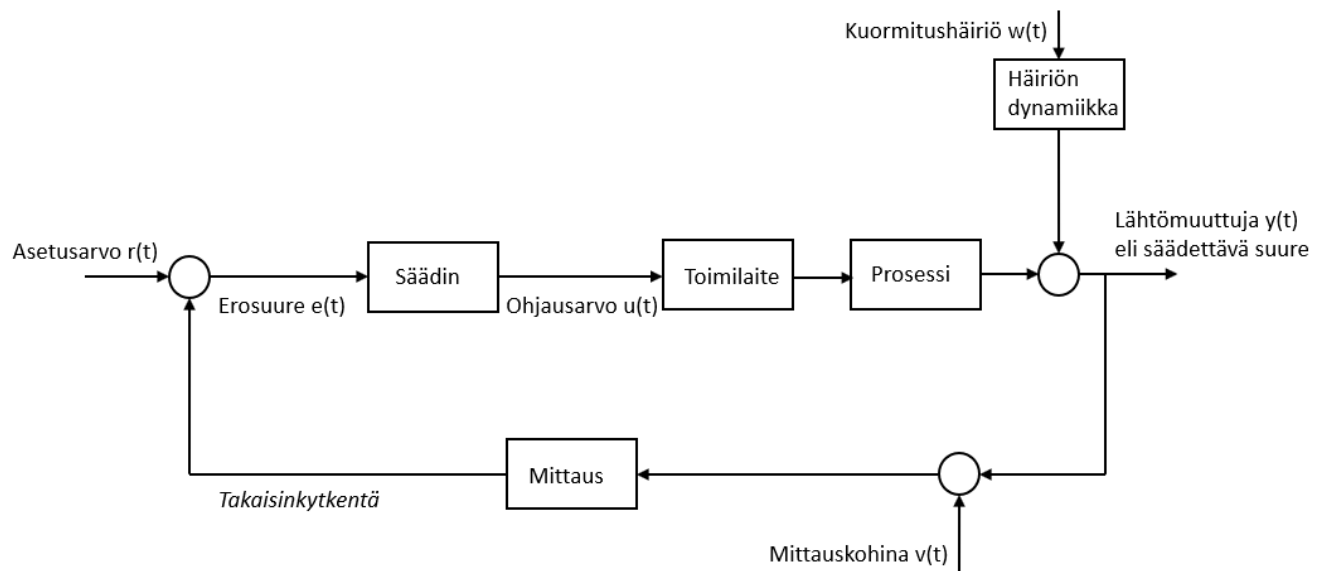 Kuormitushäiriö w(t)
Häiriön
dynamiikka
Lähtömuuttuja y(t)
eli säädettävä suure
Asetusarvo r(t)
Säädin
Toimilaite
Prosessi
Erosuure e(t)
Ohjausarvo u(t)
Mittaus
Takaisinkytkentä
Mittauskohina v(t)